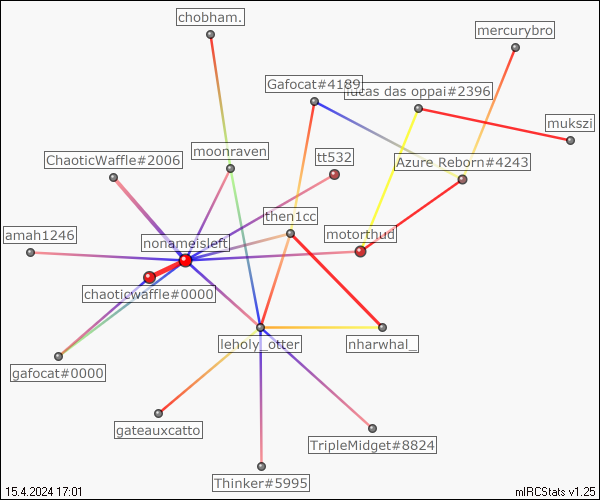 chobham.
mercurybro
Gafocat#4189
lucas das oppai#2396
mukszi
moonraven
ChaoticWaffle#2006
tt532
Azure Reborn#4243
then1cc
amah1246
nonameisleft
motorthud
chaoticwaffle#0000
leholy_otter
nharwhal_
gafocat#0000
gateauxcatto
TripleMidget#8824
Thinker#5995
15.4.2024 17:01
mIRCStats v1.25